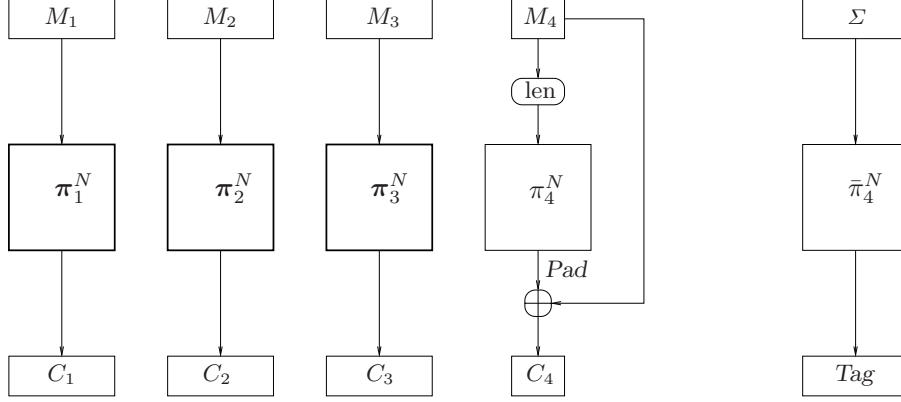 M₁ M₂ M₃ M₄ Σ
len
𝝅₁ᴺ 𝝅₂ᴺ 𝝅₃ᴺ π₄ᴺ π̄₄ᴺ
Pad
C₁ C₂ C₃ C₄ Tag